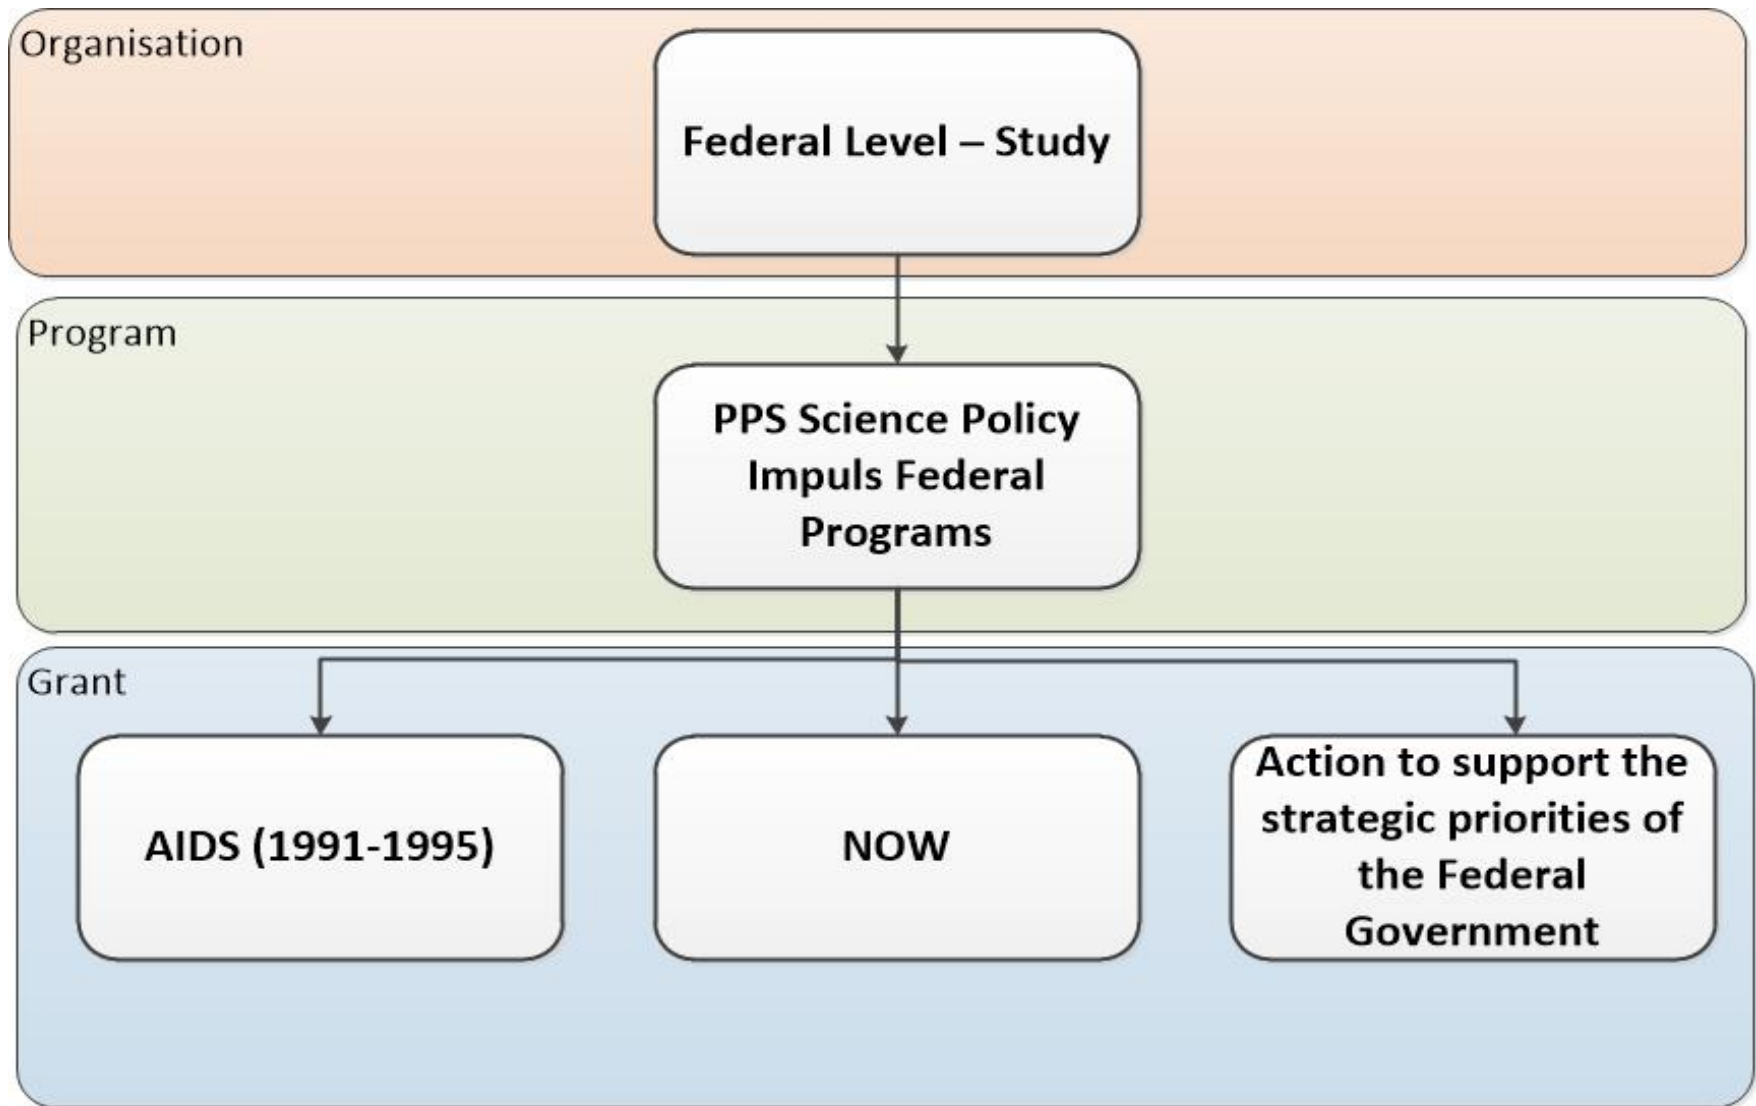 Organisation
Federal Level – Study
Program
PPS Science Policy
Impuls Federal
Programs
Grant
AIDS (1991-1995)
NOW
Action to support the
strategic priorities of
the Federal
Government